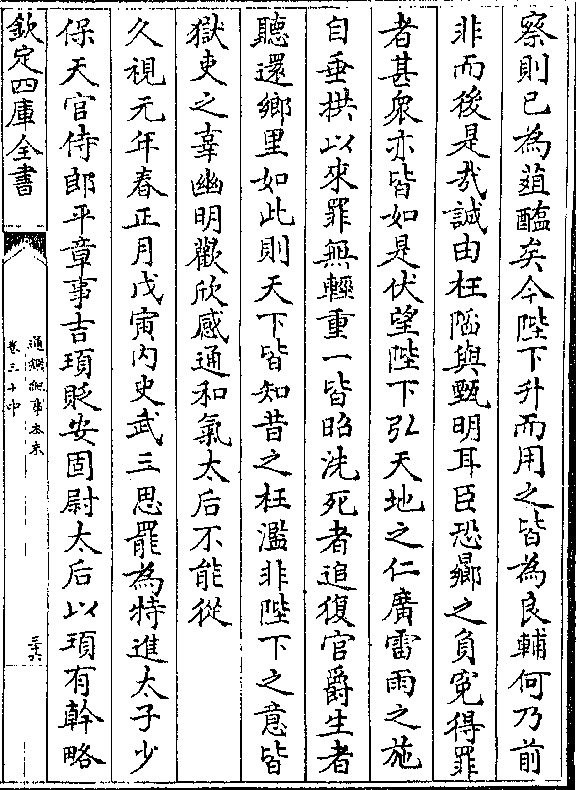 察則已為葅醢矣今陛下升而用之皆為良輔何乃前
非而後是哉誠由枉陷與甄明耳臣恐曏之負寃得罪
者甚衆亦皆如是伏望陛下弘天地之仁廣雷雨之施
自垂拱以來罪無輕重一皆昭洗死者追復官爵生者
聽還鄉里如此則天下皆知昔之枉濫非陛下之意皆
獄吏之辜幽明歡欣感通和氣太后不能從
久視元年春正月戊寅内史武三思罷為特進太子少
保天官侍郎平章事吉頊貶安固尉太后以頊有幹略
欽定四庫全書
通鑑紀事本末
卷三十中
三六